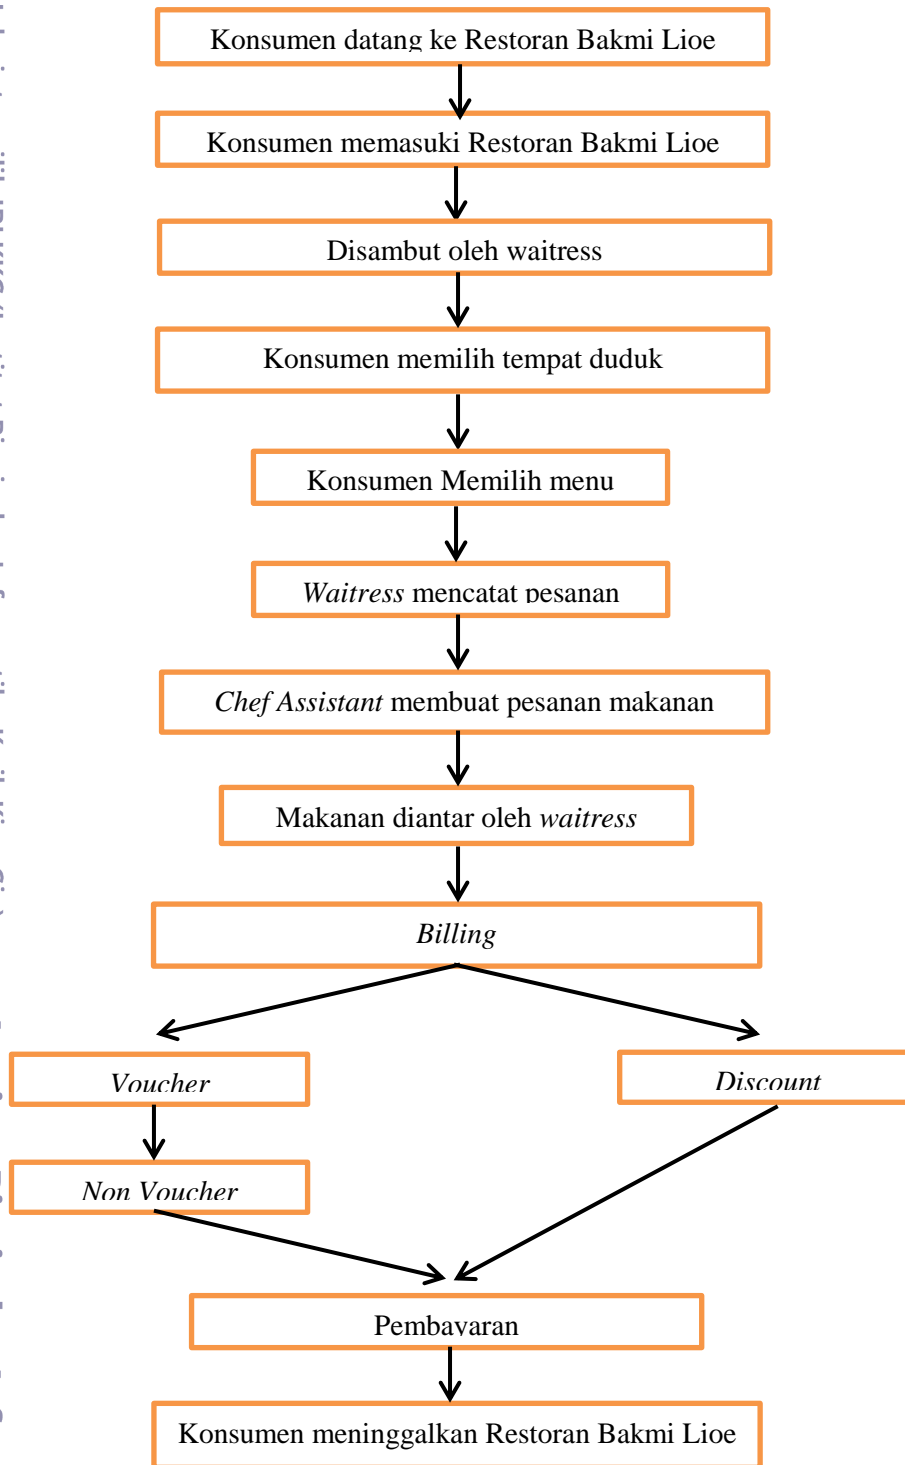 Konsumen datang ke Restoran Bakmi Lioe
Konsumen memasuki Restoran Bakmi Lioe
Disambut oleh waitress
Konsumen memilih tempat duduk
Konsumen Memilih menu
Waitress mencatat pesanan
Chef Assistant membuat pesanan makanan
Makanan diantar oleh waitress
Billing
Voucher
Discount
Non Voucher
Pembayaran
Konsumen meninggalkan Restoran Bakmi Lioe